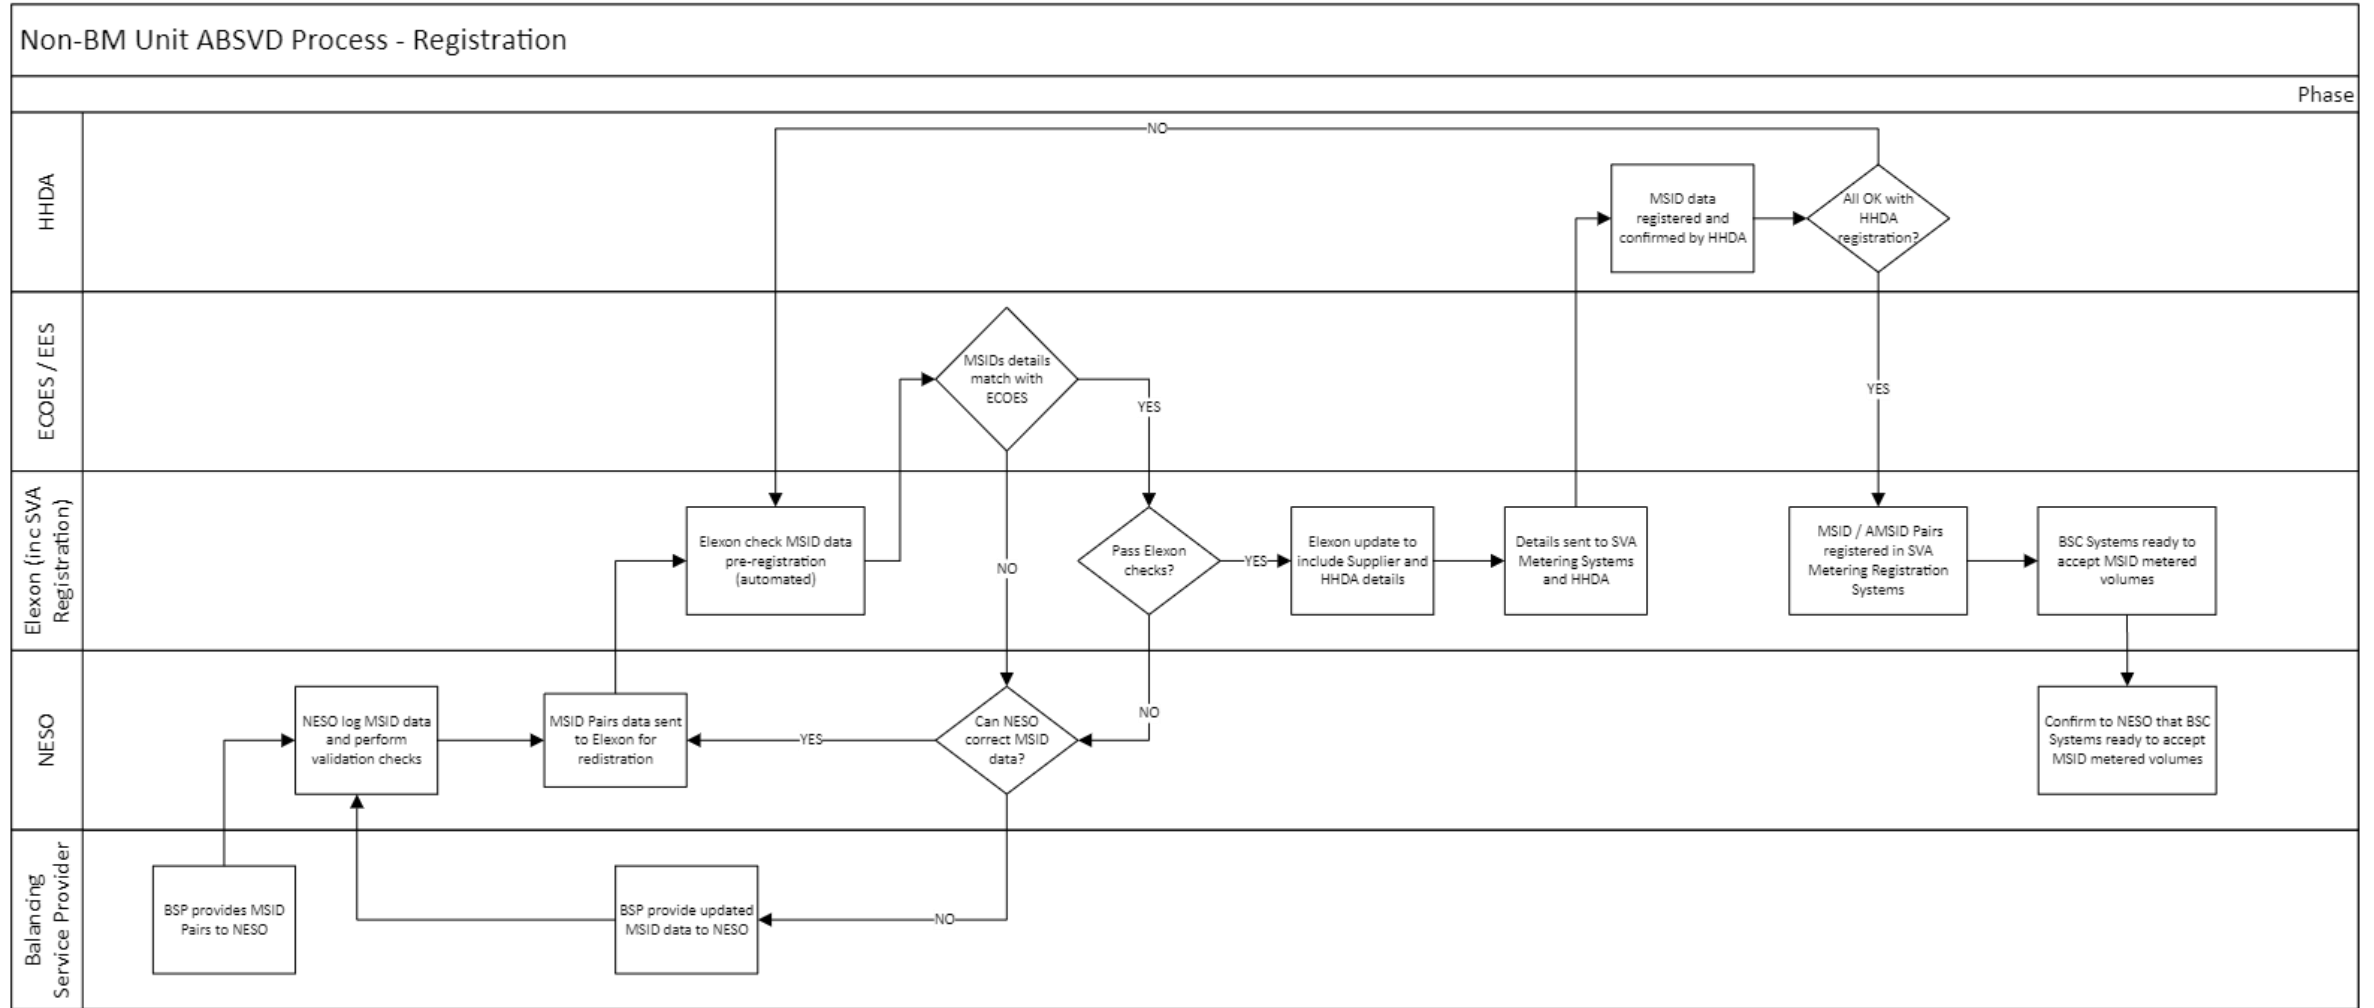 Non-BM Unit ABSVD Process - Registration
Phase
HHDA
NO
MSID data
registered and
confirmed by HHDA
All OK with
HHDA
registration?
ECOES / EES
MSIDs details
match with
ECOES
YES
YES
Elexon (inc SVA
Registration)
Elexon check MSID data
pre-registration
(automated)
NO
Pass Elexon
checks?
YES
Elexon update to
include Supplier and
HHDA details
Details sent to SVA
Metering Systems
and HHDA
MSID / AMSID Pairs
registered in SVA
Metering Registration
Systems
BSC Systems ready to
accept MSID metered
volumes
NESO
NESO log MSID data
and perform
validation checks
MSID Pairs data sent
to Elexon for
redistration
YES
Can NESO
correct MSID
data?
NO
Confirm to NESO that BSC
Systems ready to accept
MSID metered volumes
Balancing
Service Provider
BSP provides MSID
Pairs to NESO
BSP provide updated
MSID data to NESO
NO